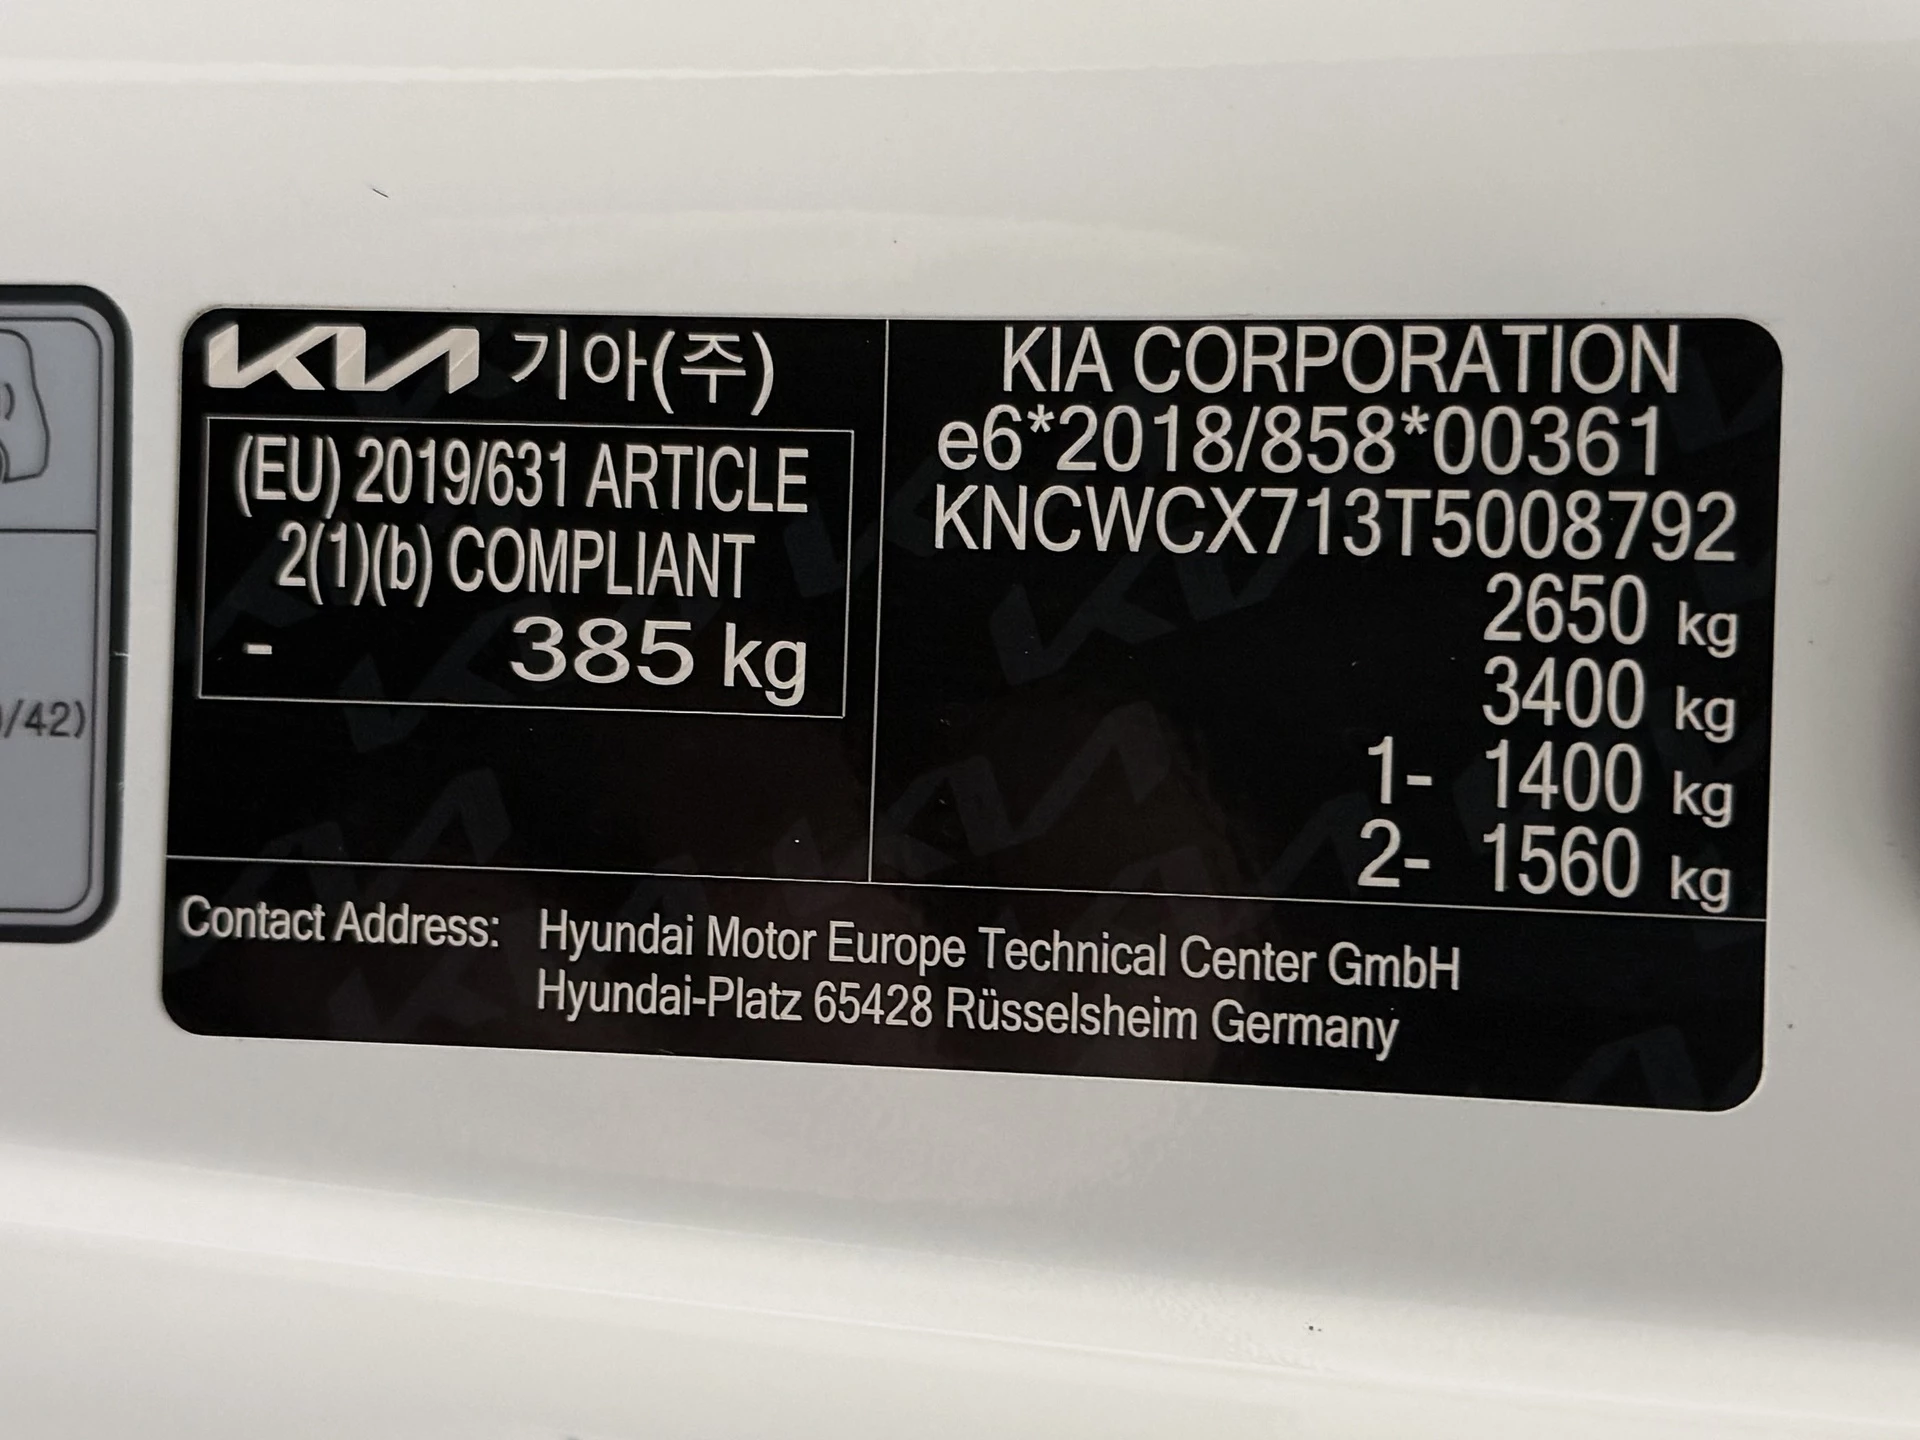 KIA 기아(주)
(EU) 2019/631 ARTICLE
2(1)(b) COMPLIANT
- 385 kg
KIA CORPORATION
e6*2018/858*00361
KNCWCX713T5008792
2650 kg
3400 kg
1- 1400 kg
2- 1560 kg
Contact Address: Hyundai Motor Europe Technical Center GmbH
Hyundai-Platz 65428 Rüsselsheim Germany
/42)